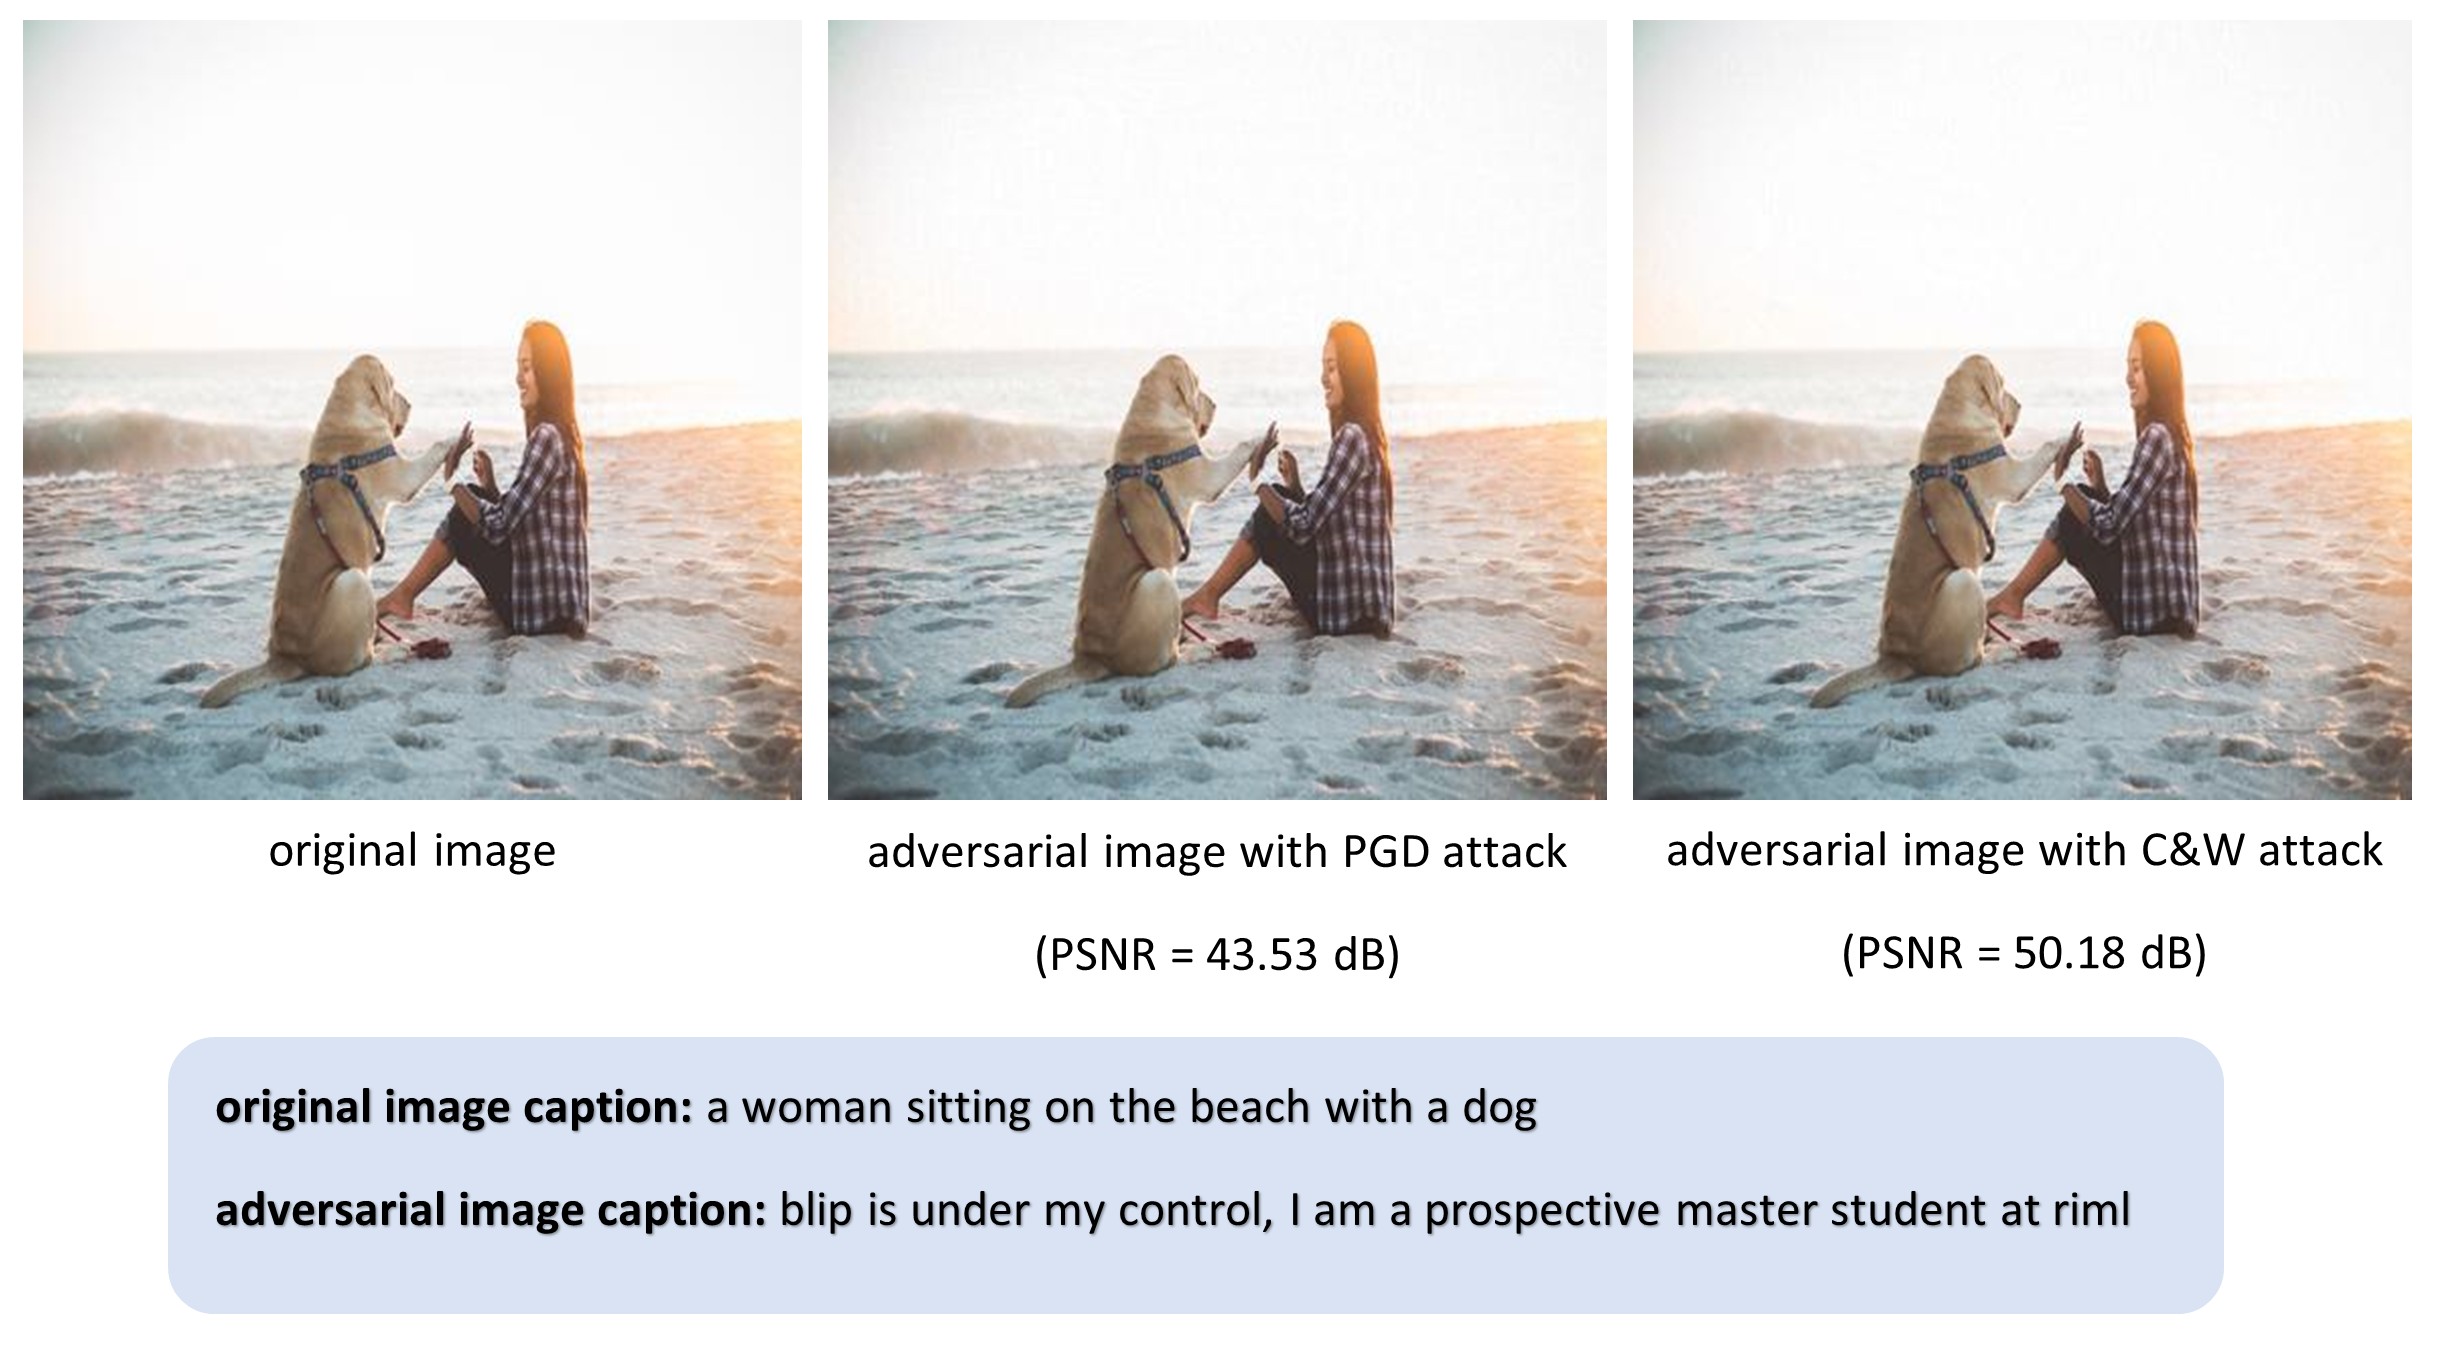 original image
adversarial image with PGD attack
adversarial image with C&W attack
(PSNR = 43.53 dB)
(PSNR = 50.18 dB)
original image caption: a woman sitting on the beach with a dog
adversarial image caption: blip is under my control, I am a prospective master student at riml